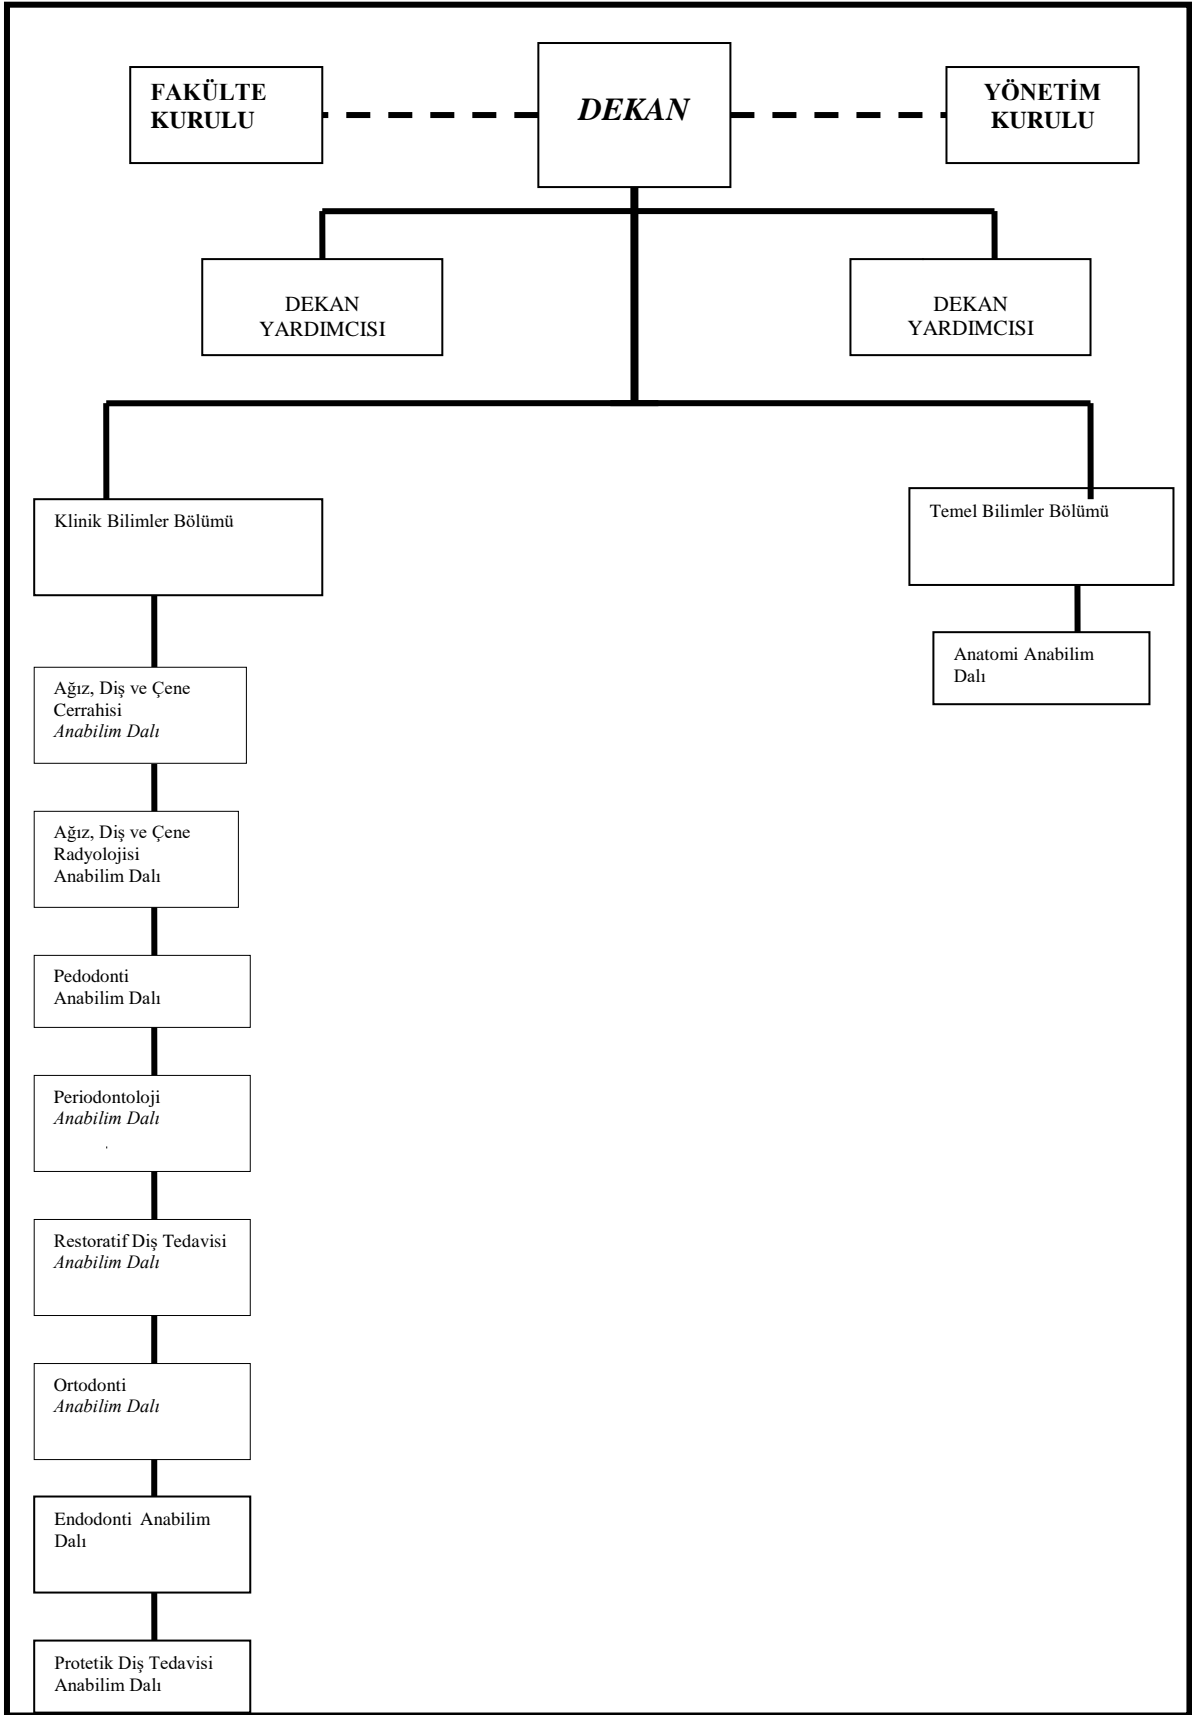 FAKÜLTE
KURULU
DEKAN
YÖNETİM
KURULU
DEKAN
YARDIMCISI
DEKAN
YARDIMCISI
Klinik Bilimler Bölümü
Temel Bilimler Bölümü
Ağız, Diş ve Çene
Cerrahisi
Anabilim Dalı
Anatomi Anabilim
Dalı
Ağız, Diş ve Çene
Radyolojisi
Anabilim Dalı
Pedodonti
Anabilim Dalı
Periodontoloji
Anabilim Dalı
Restoratif Diş Tedavisi
Anabilim Dalı
Ortodonti
Anabilim Dalı
Endodonti Anabilim
Dalı
Protetik Diş Tedavisi
Anabilim Dalı